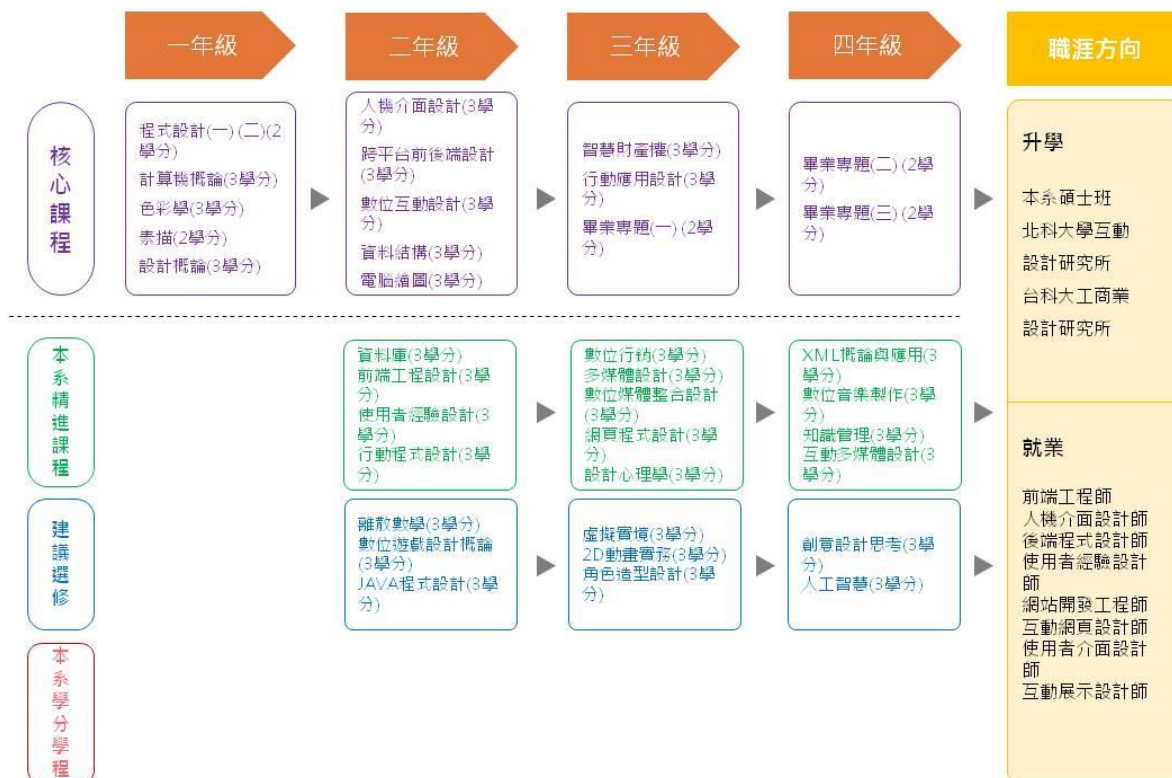 一年級
二年級
三年級
四年級
職涯方向
核心課程
程式設計(一)(二)(2
學分)
計算機概論(3學分)
色彩學(3學分)
素描(2學分)
設計概論(3學分)
人機介面設計(3學
分)
跨平台前後端設計
(3學分)
數位互動設計(3學
分)
資料結構(3學分)
電腦繪圖(3學分)
智慧財產權(3學分)
行動應用設計(3學
分)
畢業專題(一)(2學
分)
畢業專題(二)(2學
分)
畢業專題(三)(2學
分)
升學
本系碩士班
北科大學互動
設計研究所
台科大工商業
設計研究所
本系精進課程
資料庫(3學分)
前端工程設計(3學
分)
使用者經驗設計(3
學分)
行動程式設計(3學
分)
數位行銷(3學分)
多媒體設計(3學分)
數位媒體整合設計
(3學分)
網頁程式設計(3學
分)
設計心理學(3學分)
XML概論與應用(3
學分)
數位音樂製作(3學
分)
知識管理(3學分)
互動多媒體設計(3
學分)
建議選修
離散數學(3學分)
數位遊戲設計概論
(3學分)
JAVA程式設計(3學
分)
虛擬實境(3學分)
2D動畫實務(3學分)
角色造型設計(3學
分)
創意設計思考(3學
分)
人工智慧(3學分)
就業
前端工程師
人機介面設計師
後端程式設計師
使用者經驗設計
師
網站開發工程師
互動網頁設計師
使用者介面設計
師
互動展示設計師
本系學分學程